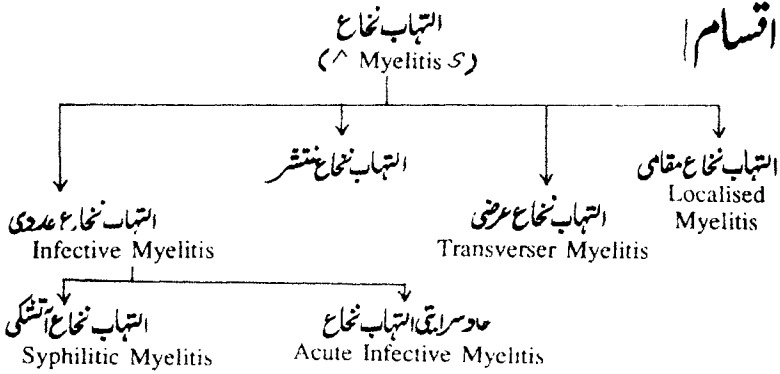 اقسام
التہاب نخاع
(^ Myelitis S)
التہاب نخاع مقامی
Localised
Myelitis
التہاب نخاع عرضی
Transverser Myelitis
التہاب نخاع منتشر
التہاب نخاع عددی
Infective Myelitis
حاد سرایتی التہاب نخاع
Acute Infective Myelitis
التہاب نخاع آتشکی
Syphilitic Myelitis